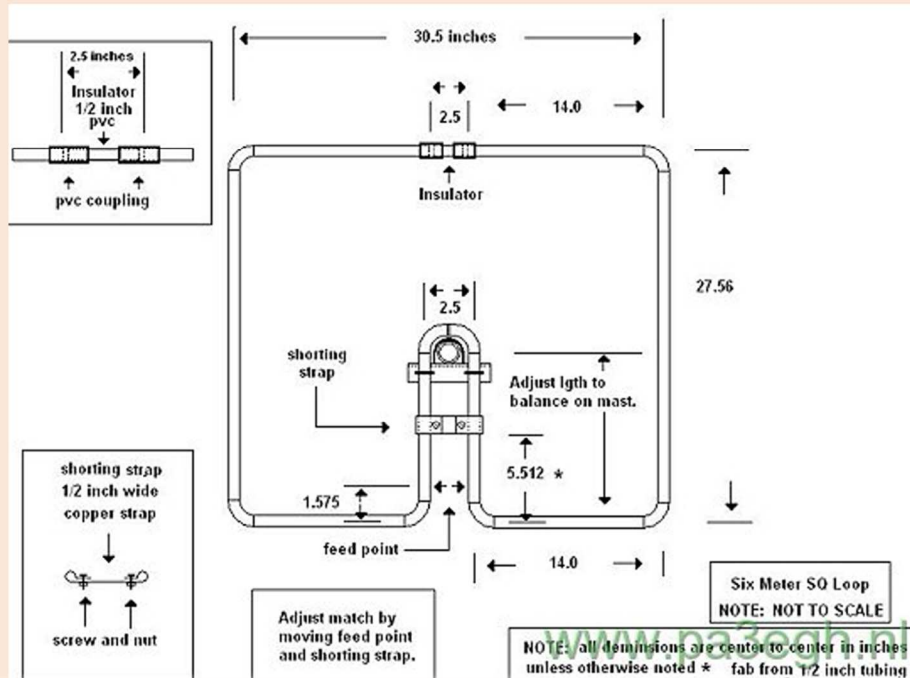 30.5 inches
2.5 inches
Insulator
1/2 inch
pvc
pvc coupling
2.5
14.0
Insulator
27.56
2.5
shorting
strap
Adjust lgth to
balance on mast.
5.512 *
1.575
feed point
14.0
shorting strap
1/2 inch wide
copper strap
screw and nut
Adjust match by
moving feed point
and shorting strap.
Six Meter SQ Loop
NOTE: NOT TO SCALE
www.pa3egh.nl
NOTE: all deminsions are center to center in inches
unless otherwise noted * fab from 1/2 inch tubing